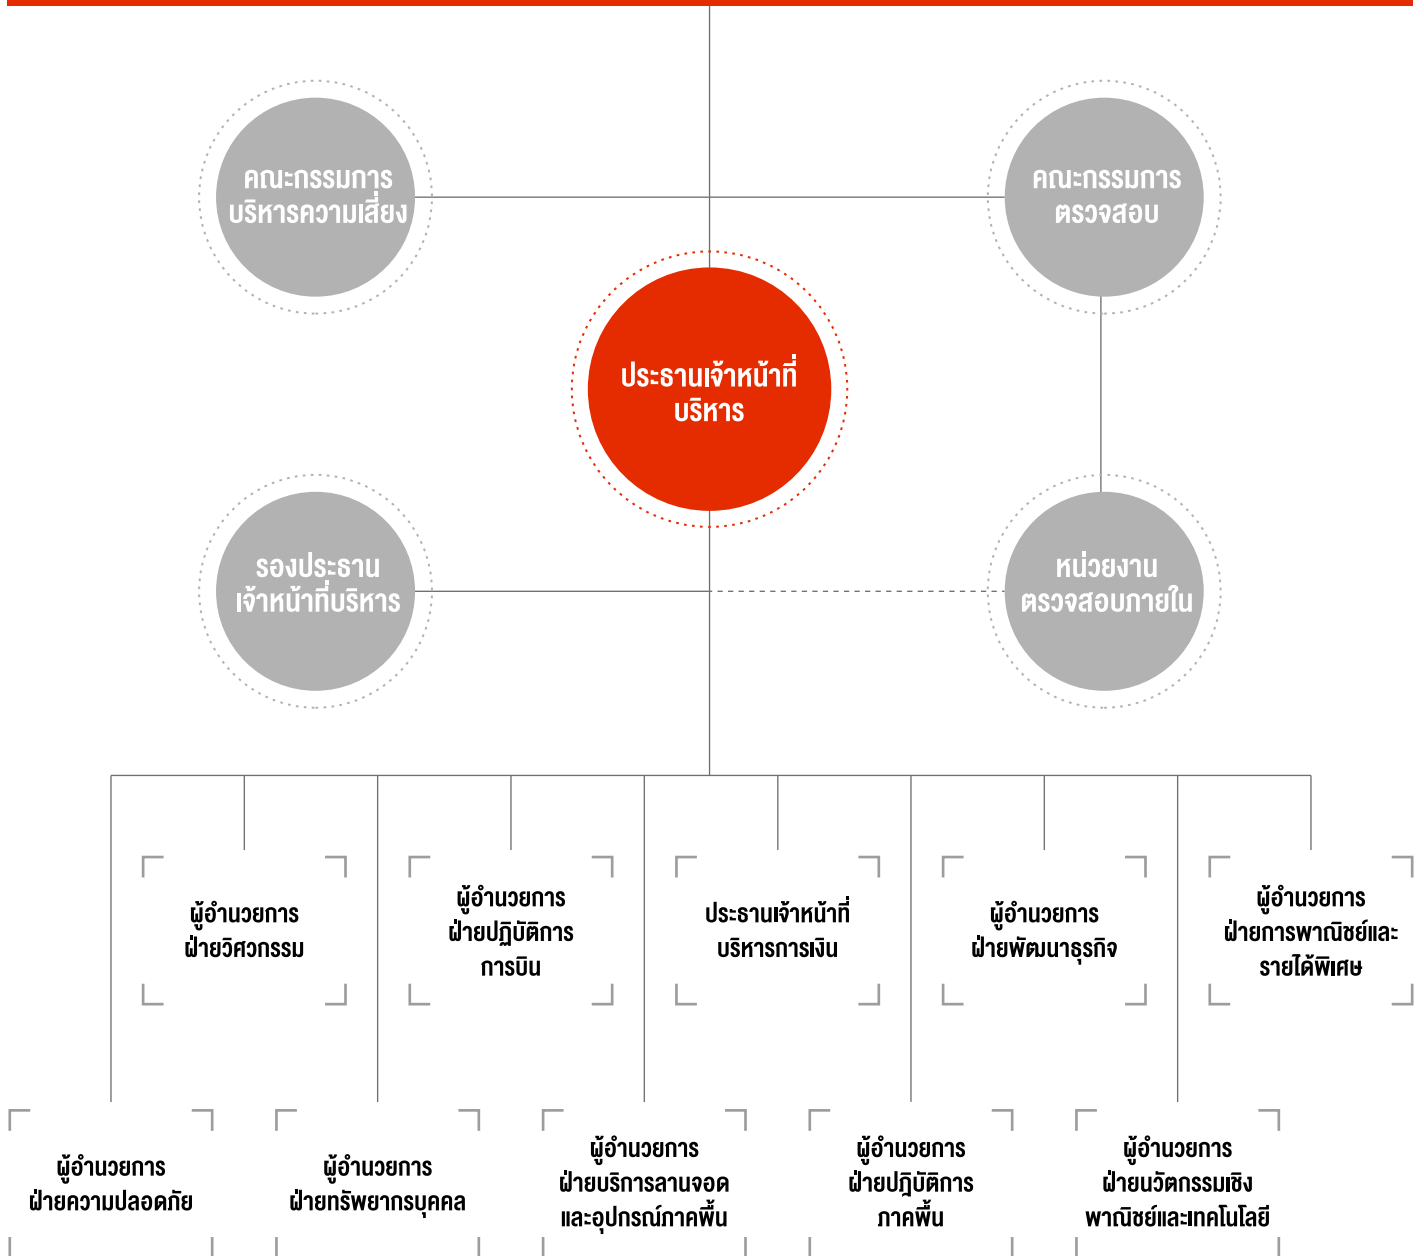 คณะกรรมการ
บริหารความเสี่ยง
คณะกรรมการ
ตรวจสอบ
ประธานเจ้าหน้าที่
บริหาร
รองประธาน
เจ้าหน้าที่บริหาร
หน่วยงาน
ตรวจสอบภายใน
ผู้อำนวยการ
ฝ่ายวิศวกรรม
ผู้อำนวยการ
ฝ่ายปฏิบัติการ
การบิน
ประธานเจ้าหน้าที่
บริหารการเงิน
ผู้อำนวยการ
ฝ่ายพัฒนาธุรกิจ
ผู้อำนวยการ
ฝ่ายการพาณิชย์และ
รายได้พิเศษ
ผู้อำนวยการ
ฝ่ายความปลอดภัย
ผู้อำนวยการ
ฝ่ายทรัพยากรบุคคล
ผู้อำนวยการ
ฝ่ายบริการลานจอด
และอุปกรณ์ภาคพื้น
ผู้อำนวยการ
ฝ่ายปฎิบัติการ
ภาคพื้น
ผู้อำนวยการ
ฝ่ายนวัตกรรมเชิง
พาณิชย์และเทคโนโลยี